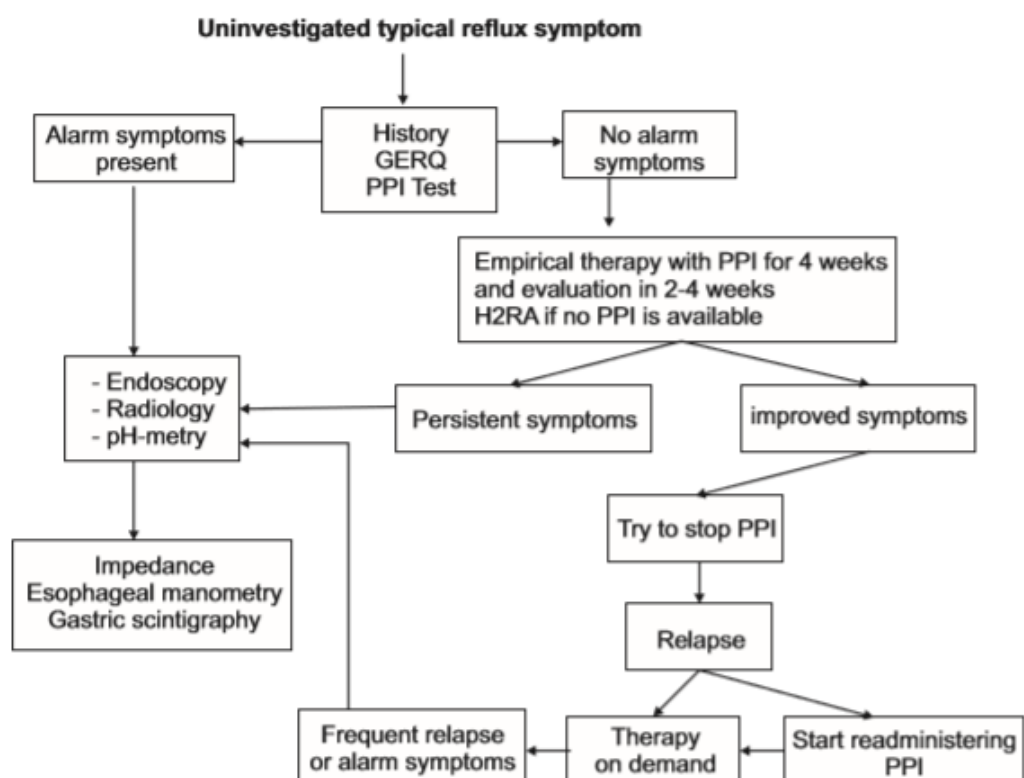 Uninvestigated typical reflux symptom
Alarm symptoms
present
History
GERQ
PPI Test
No alarm
symptoms
Empirical therapy with PPI for 4 weeks
and evaluation in 2-4 weeks
H2RA if no PPI is available
- Endoscopy
- Radiology
- pH-metry
Persistent symptoms
improved symptoms
Try to stop PPI
Impedance
Esophageal manometry
Gastric scintigraphy
Relapse
Frequent relapse
or alarm symptoms
Therapy
on demand
Start readministering
PPI